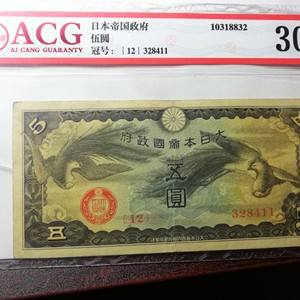 ACG
AI CANG GUARANTY
日本帝国政府
伍圓
冠号: |12| 328411
10318832
30
五
府政國帝本日大
圓五
{12}
328411
五